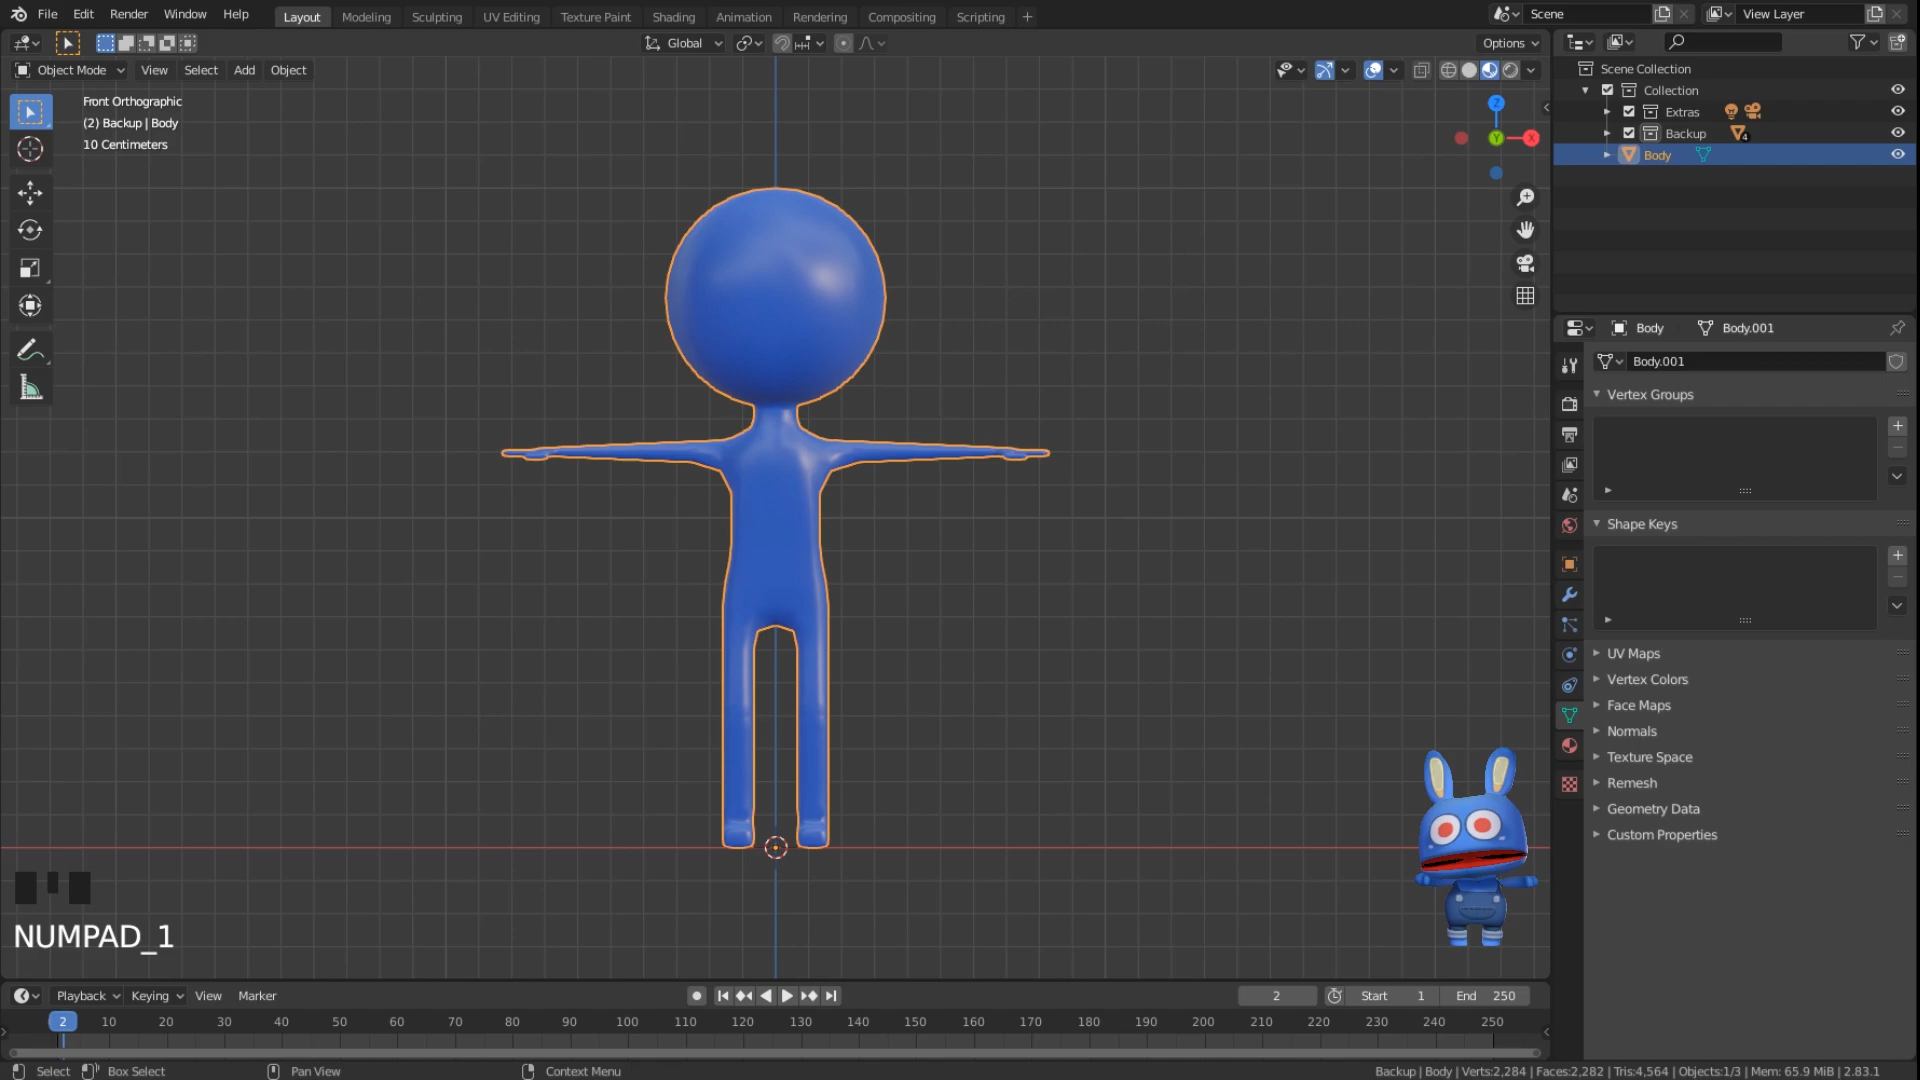 File Edit Render Window Help Layout Modeling Sculpting UV Editing Texture Paint Shading Animation Rendering Compositing Scripting + Scene View Layer
Global Options
Object Mode View Select Add Object
Front Orthographic
(2) Backup | Body
10 Centimeters
Z
Y
X
Scene Collection
Collection
Extras
Backup 4
Body
Body Body.001
Body.001
Vertex Groups
Shape Keys
UV Maps
Vertex Colors
Face Maps
Normals
Texture Space
Remesh
Geometry Data
Custom Properties
NUMPAD_1
Playback Keying View Marker 2 Start 1 End 250
2 10 20 30 40 50 60 70 80 90 100 110 120 130 140 150 160 170 180 190 200 210 220 230 240 250
Select Box Select Pan View Context Menu Backup | Body | Verts:2,284 | Faces:2,282 | Tris:4,564 | Objects:1/3 | Mem: 65.9 MiB | 2.83.1